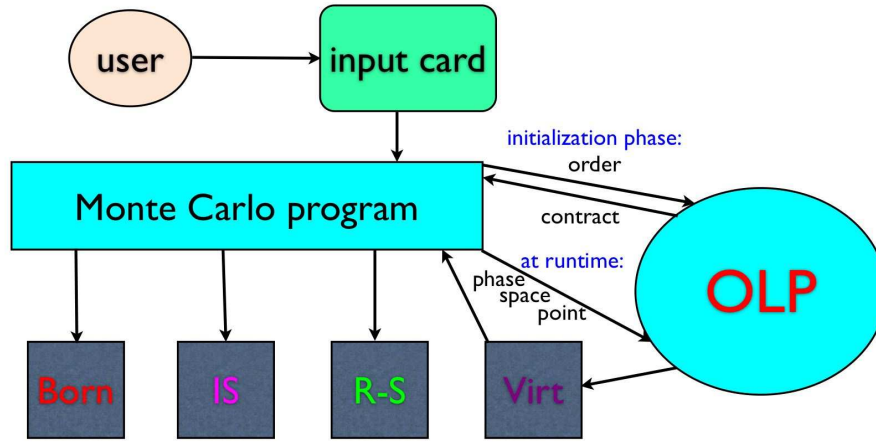 user
input card
initialization phase:
order
Monte Carlo program
contract
OLP
at runtime:
phase
space
point
Born
IS
R-S
Virt